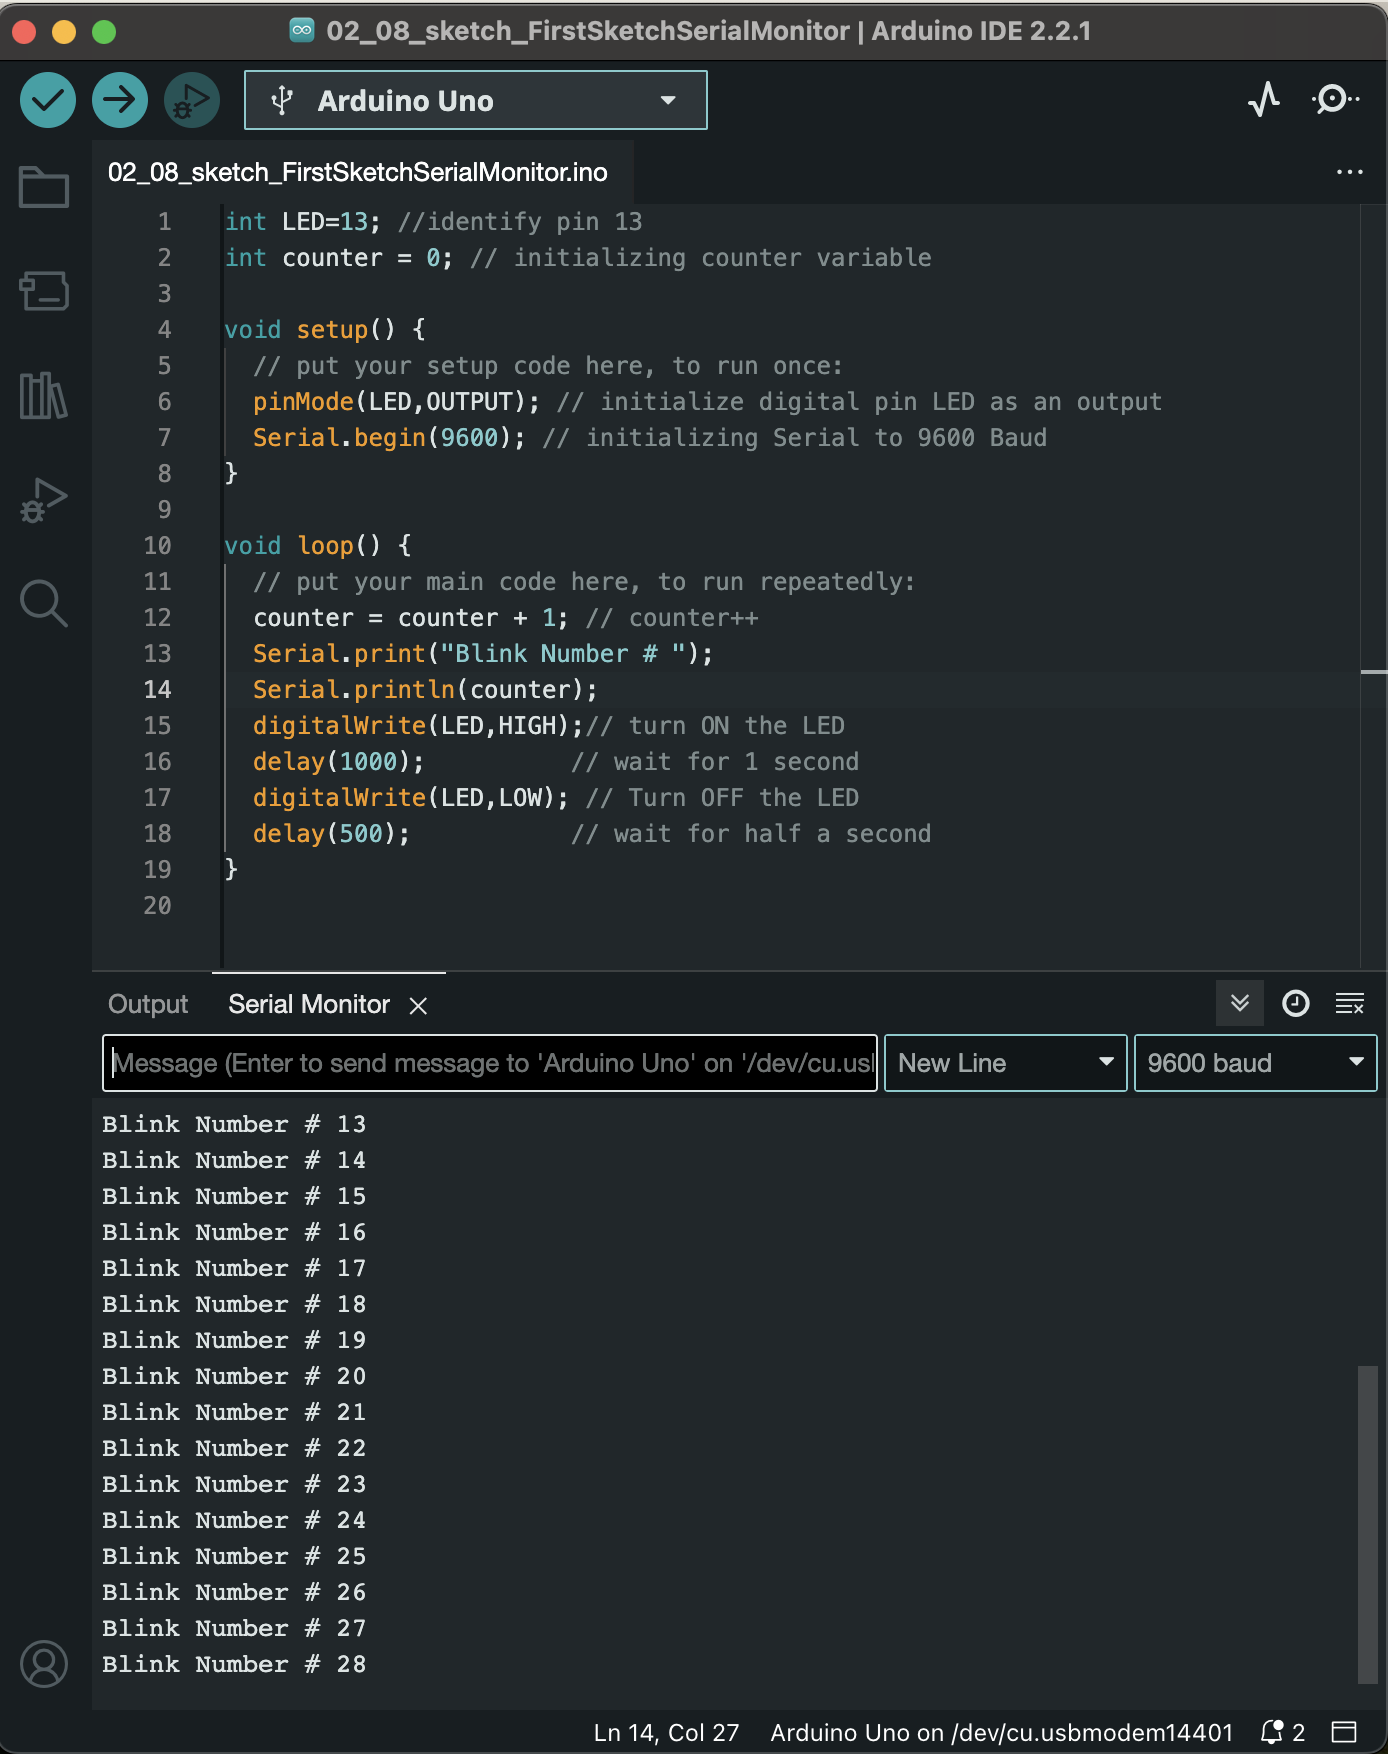 02_08_sketch_FirstSketchSerialMonitor | Arduino IDE 2.2.1
Arduino Uno
02_08_sketch_FirstSketchSerialMonitor.ino
1 int LED=13; //identify pin 13
2 int counter = 0; // initializing counter variable
3
4 void setup() {
5 // put your setup code here, to run once:
6 pinMode(LED,OUTPUT); // initialize digital pin LED as an output
7 Serial.begin(9600); // initializing Serial to 9600 Baud
8 }
9
10 void loop() {
11 // put your main code here, to run repeatedly:
12 counter = counter + 1; // counter++
13 Serial.print("Blink Number # ");
14 Serial.println(counter);
15 digitalWrite(LED,HIGH);// turn ON the LED
16 delay(1000); // wait for 1 second
17 digitalWrite(LED,LOW); // Turn OFF the LED
18 delay(500); // wait for half a second
19 }
20
Output Serial Monitor
Message (Enter to send message to 'Arduino Uno' on '/dev/cu.usl New Line 9600 baud
Blink Number # 13
Blink Number # 14
Blink Number # 15
Blink Number # 16
Blink Number # 17
Blink Number # 18
Blink Number # 19
Blink Number # 20
Blink Number # 21
Blink Number # 22
Blink Number # 23
Blink Number # 24
Blink Number # 25
Blink Number # 26
Blink Number # 27
Blink Number # 28
Ln 14, Col 27 Arduino Uno on /dev/cu.usbmodem14401 2